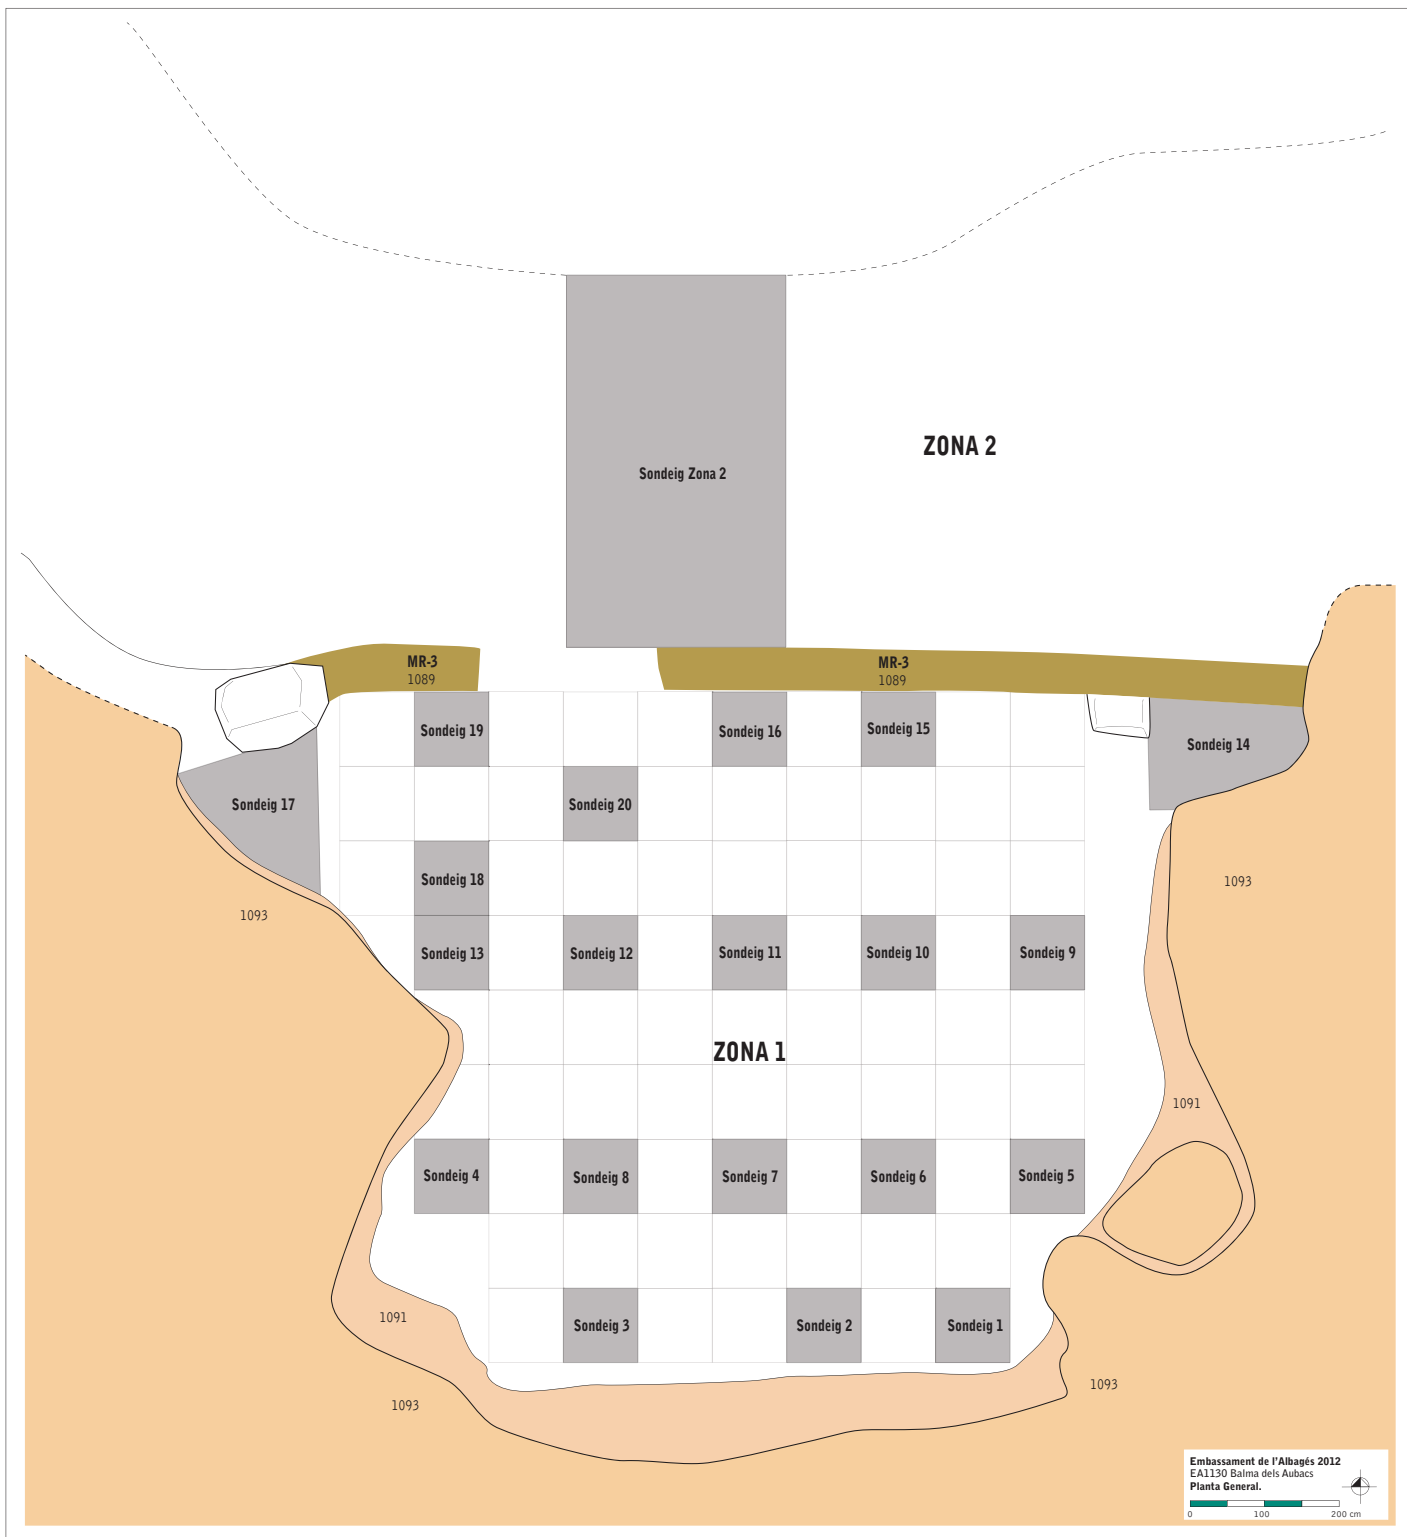 ZONA 2
Sondeig Zona 2
MR-3
1089
MR-3
1089
Sondeig 19
Sondeig 16
Sondeig 15
Sondeig 14
Sondeig 17
Sondeig 20
Sondeig 18
1093
1093
Sondeig 13
Sondeig 12
Sondeig 11
Sondeig 10
Sondeig 9
ZONA 1
1091
Sondeig 4
Sondeig 8
Sondeig 7
Sondeig 6
Sondeig 5
1091
Sondeig 3
Sondeig 2
Sondeig 1
1093
1093
Embassament de l'Albagés 2012
EA1130 Balma dels Aubacs
Planta General.
0 100 200 cm